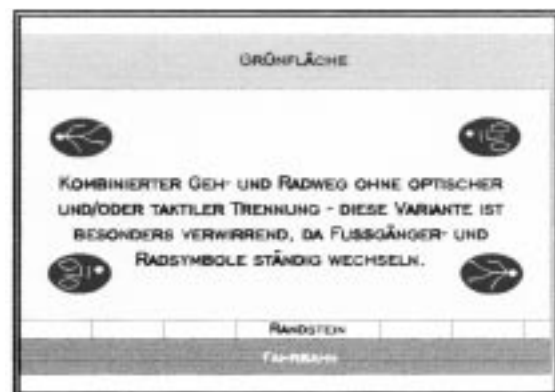 GRÜNFLÄCHE
KOMBINIERTER GEH- UND RADWEG OHNE OPTISCHER
UND/ODER TAKTILER TRENNUNG - DIESE VARIANTE IST
BESONDERS VERWIRREND, DA FUSSGÄNGER- UND
RADSYMBOLE STÄNDIG WECHSELN.
RANDSTEIN
FAHRBAHN